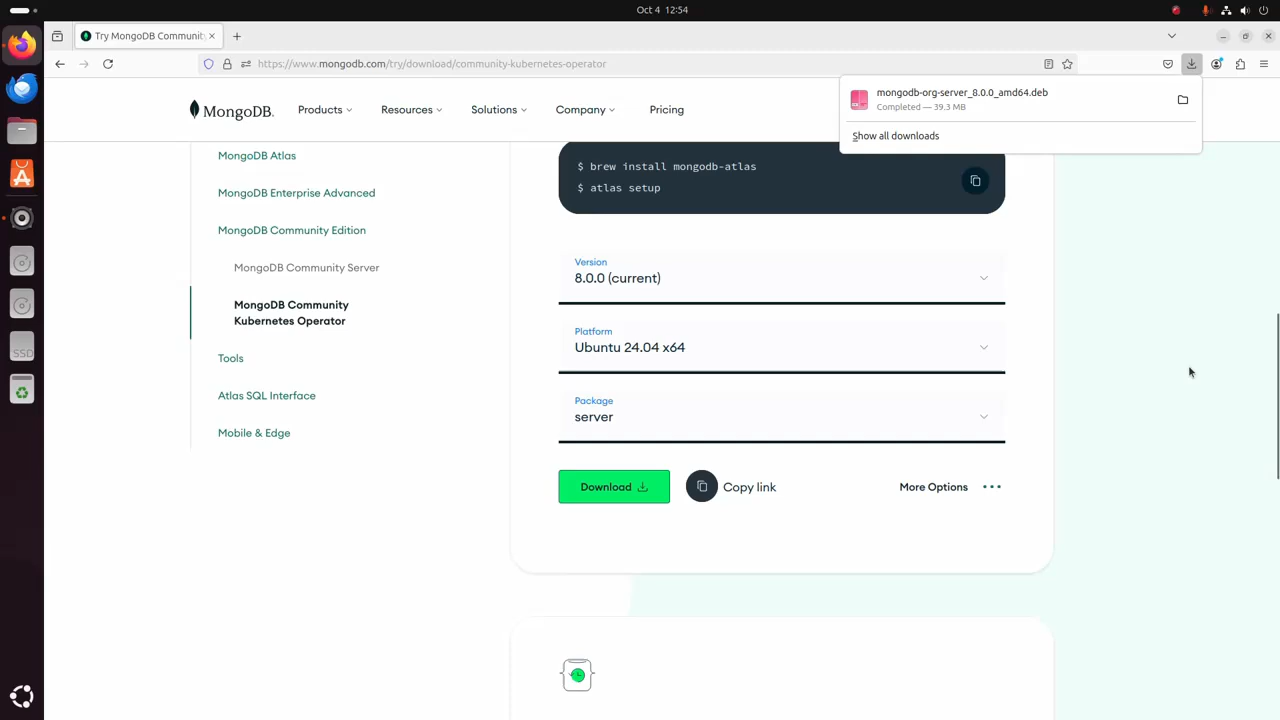 Oct 4 12:54
Try MongoDB Community
https://www.mongodb.com/try/download/community-kubernetes-operator
mongodb-org-server_8.0.0_amd64.deb
Completed — 39.3 MB
Show all downloads
MongoDB.
Products
Resources
Solutions
Company
Pricing
MongoDB Atlas
MongoDB Enterprise Advanced
MongoDB Community Edition
MongoDB Community Server
MongoDB Community
Kubernetes Operator
Tools
Atlas SQL Interface
Mobile & Edge
$ brew install mongodb-atlas
$ atlas setup
Version
8.0.0 (current)
Platform
Ubuntu 24.04 x64
Package
server
Download
Copy link
More Options
SSD